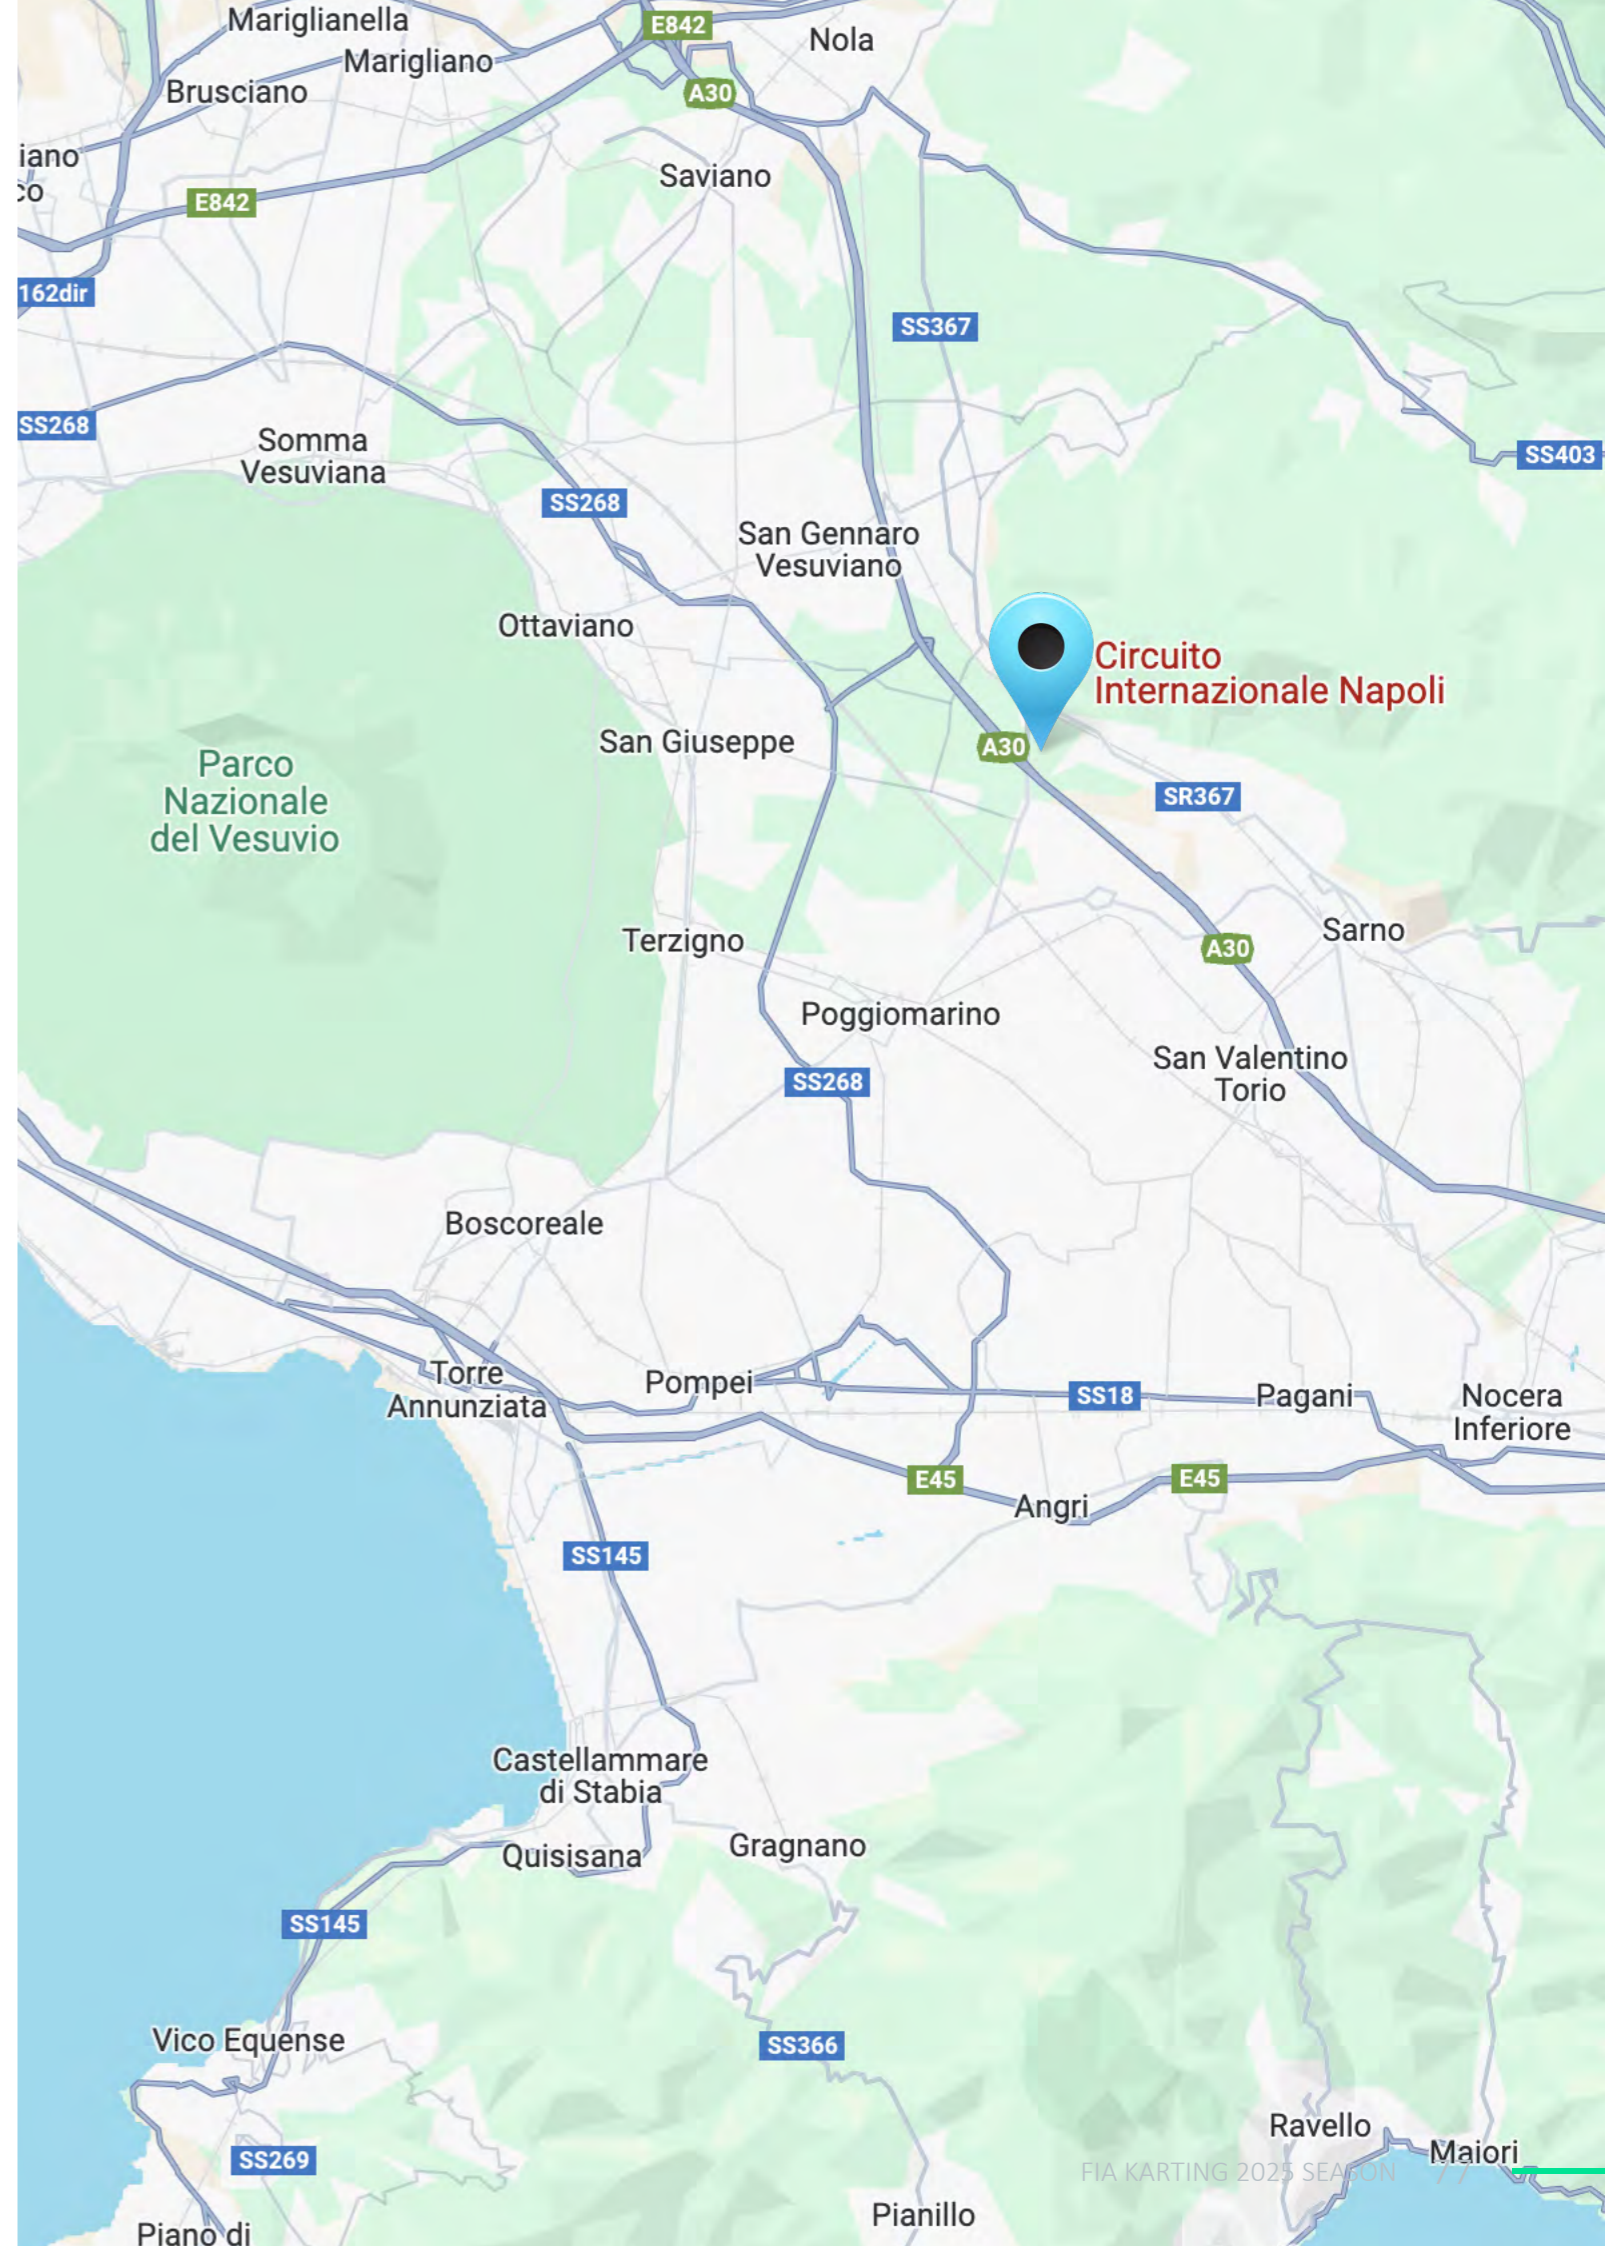 Mariglianella
E842
Nola
Marigliano
Brusciano
A30
iano
co
Saviano
E842
162dir
SS367
SS268
Somma
Vesuviana
SS403
SS268
San Gennaro
Vesuviano
Ottaviano
Circuito
Internazionale Napoli
San Giuseppe
A30
Parco
Nazionale
del Vesuvio
SR367
Terzigno
Sarno
A30
Poggiomarino
San Valentino
Torio
SS268
Boscoreale
Torre
Annunziata
Pompei
SS18
Pagani
Nocera
Inferiore
E45
E45
Angri
SS145
Castellammare
di Stabia
Gragnano
Quisisana
SS145
Vico Equense
SS366
Ravello
Maiori
SS269
FIA KARTING 2025 SEASON 77
Pianillo
Piano di